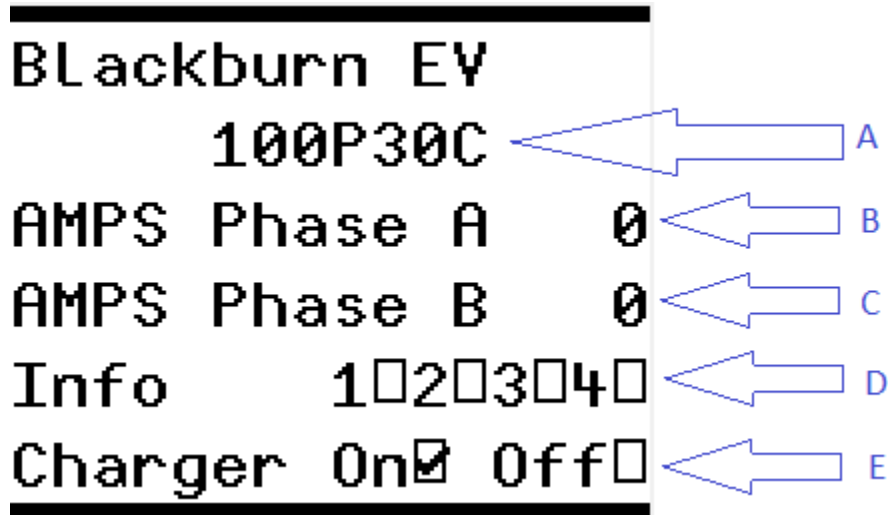 BLackburn EV
100P30C A
AMPS Phase A 0 B
AMPS Phase B 0 C
Info 1☐2☐3☐4☐ D
Charger On☑ Off☐ E